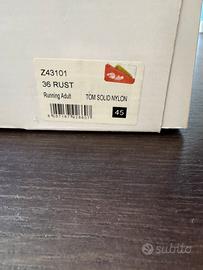 Z43101
36 RUST
Running Adult TOM SOLID NYLON
45
subito